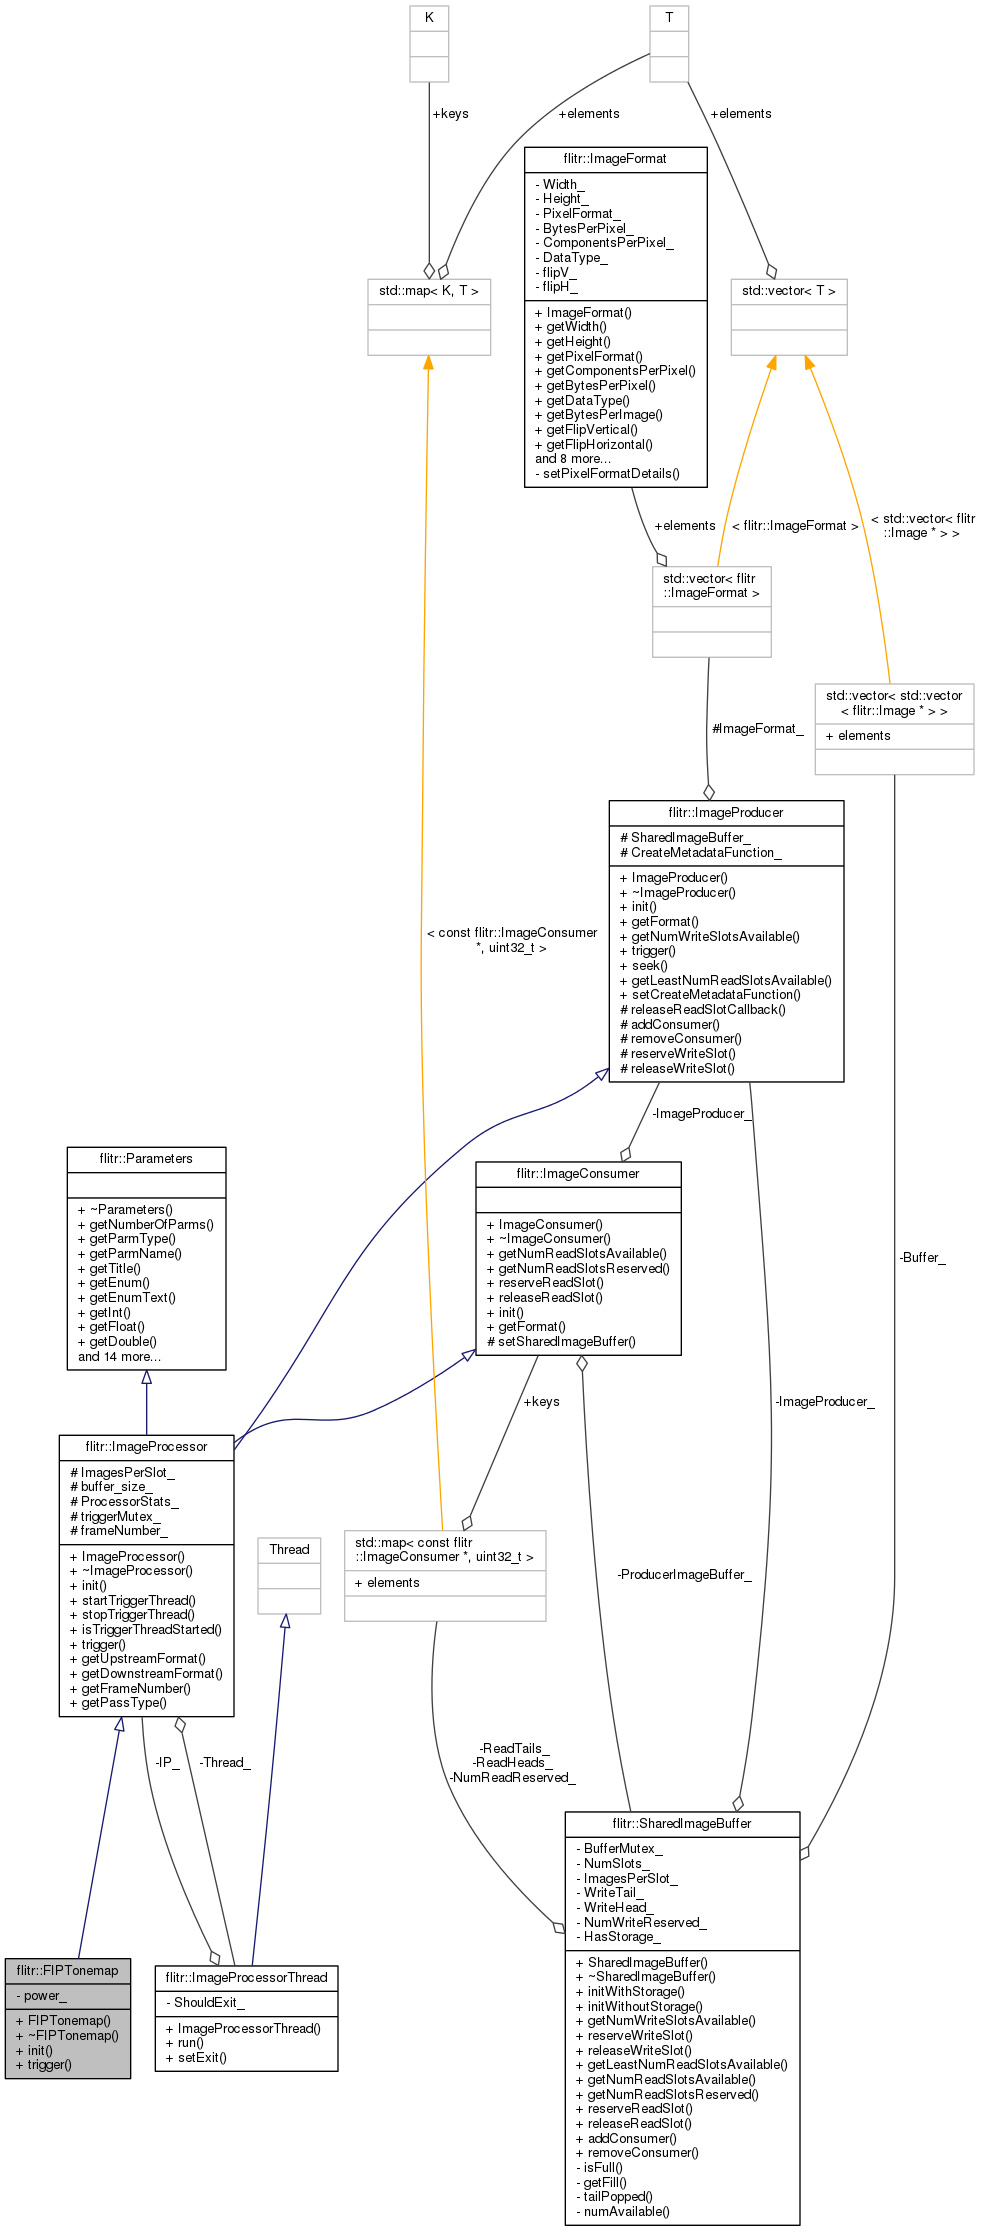 K
T
+keys
+elements
+elements
flitr::ImageFormat
- Width_
- Height_
- PixelFormat_
- BytesPerPixel_
- ComponentsPerPixel_
- DataType_
- flipV_
- flipH_
+ ImageFormat()
+ getWidth()
+ getHeight()
+ getPixelFormat()
+ getComponentsPerPixel()
+ getBytesPerPixel()
+ getDataType()
+ getBytesPerImage()
+ getFlipVertical()
+ getFlipHorizontal()
and 8 more...
- setPixelFormatDetails()
std::map< K, T >
std::vector< T >
+elements
< flitr::ImageFormat >
< std::vector< flitr
::Image * > >
std::vector< flitr
::ImageFormat >
std::vector< std::vector
< flitr::Image * > >
+ elements
#ImageFormat_
flitr::ImageProducer
# SharedImageBuffer_
# CreateMetadataFunction_
+ ImageProducer()
+ ~ImageProducer()
+ init()
+ getFormat()
+ getNumWriteSlotsAvailable()
+ trigger()
+ seek()
+ getLeastNumReadSlotsAvailable()
+ setCreateMetadataFunction()
# releaseReadSlotCallback()
# addConsumer()
# removeConsumer()
# reserveWriteSlot()
# releaseWriteSlot()
< const flitr::ImageConsumer
*, uint32_t >
-ImageProducer_
flitr::Parameters
+ ~Parameters()
+ getNumberOfParms()
+ getParmType()
+ getParmName()
+ getTitle()
+ getEnum()
+ getEnumText()
+ getInt()
+ getFloat()
+ getDouble()
and 14 more...
flitr::ImageConsumer
+ ImageConsumer()
+ ~ImageConsumer()
+ getNumReadSlotsAvailable()
+ getNumReadSlotsReserved()
+ reserveReadSlot()
+ releaseReadSlot()
+ init()
+ getFormat()
# setSharedImageBuffer()
-Buffer_
+keys
-ImageProducer_
flitr::ImageProcessor
# ImagesPerSlot_
# buffer_size_
# ProcessorStats_
# triggerMutex_
# frameNumber_
+ ImageProcessor()
+ ~ImageProcessor()
+ init()
+ startTriggerThread()
+ stopTriggerThread()
+ isTriggerThreadStarted()
+ trigger()
+ getUpstreamFormat()
+ getDownstreamFormat()
+ getFrameNumber()
+ getPassType()
Thread
std::map< const flitr
::ImageConsumer *, uint32_t >
+ elements
-ProducerImageBuffer_
-IP_
-Thread_
-ReadTails_
-ReadHeads_
-NumReadReserved_
flitr::SharedImageBuffer
- BufferMutex_
- NumSlots_
- ImagesPerSlot_
- WriteTail_
- WriteHead_
- NumWriteReserved_
- HasStorage_
+ SharedImageBuffer()
+ ~SharedImageBuffer()
+ initWithStorage()
+ initWithoutStorage()
+ getNumWriteSlotsAvailable()
+ reserveWriteSlot()
+ releaseWriteSlot()
+ getLeastNumReadSlotsAvailable()
+ getNumReadSlotsAvailable()
+ getNumReadSlotsReserved()
+ reserveReadSlot()
+ releaseReadSlot()
+ addConsumer()
+ removeConsumer()
- isFull()
- getFill()
- tailPopped()
- numAvailable()
flitr::FIPTonemap
- power_
+ FIPTonemap()
+ ~FIPTonemap()
+ init()
+ trigger()
flitr::ImageProcessorThread
- ShouldExit_
+ ImageProcessorThread()
+ run()
+ setExit()